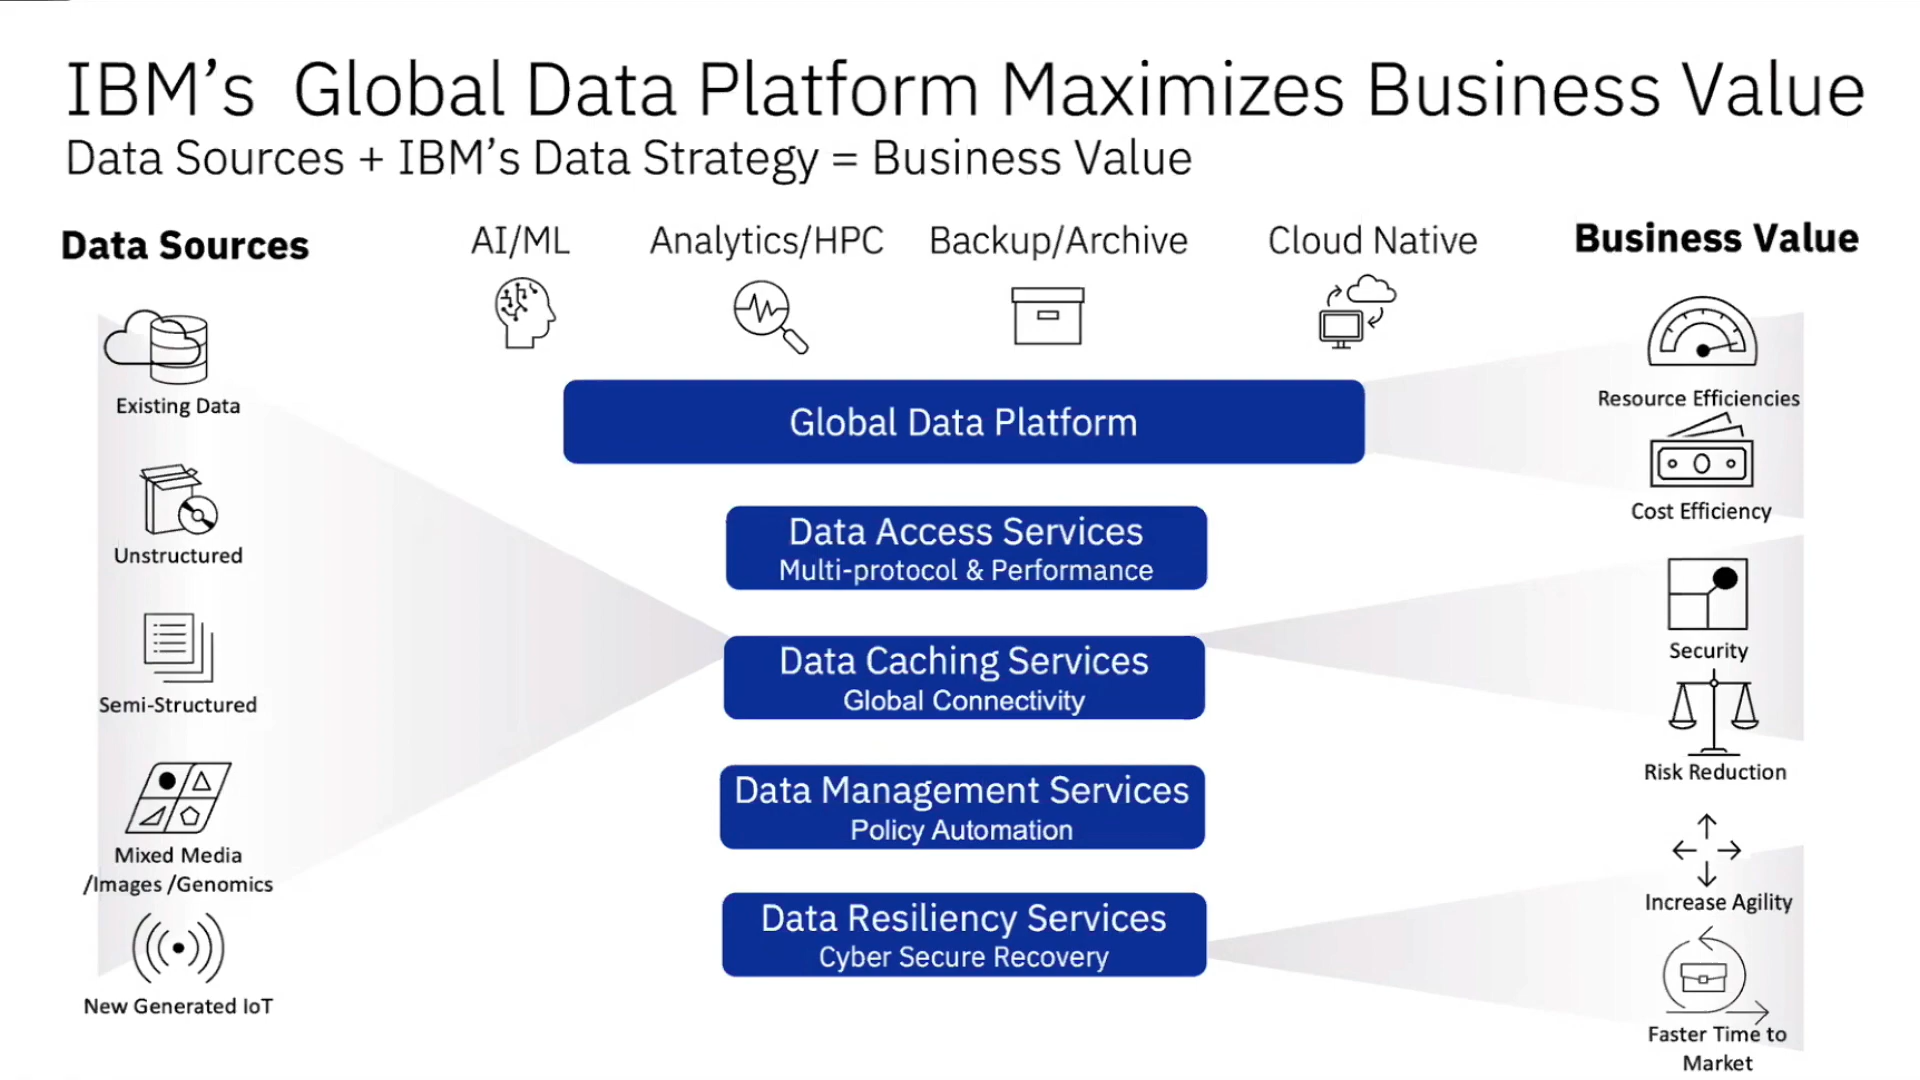 IBM's Global Data Platform Maximizes Business Value
Data Sources + IBM's Data Strategy = Business Value
Data Sources
Existing Data
Unstructured
Semi-Structured
Mixed Media
/Images /Genomics
New Generated IoT
AI/ML
Analytics/HPC
Backup/Archive
Cloud Native
Global Data Platform
Data Access Services
Multi-protocol & Performance
Data Caching Services
Global Connectivity
Data Management Services
Policy Automation
Data Resiliency Services
Cyber Secure Recovery
Business Value
Resource Efficiencies
Cost Efficiency
Security
Risk Reduction
Increase Agility
Faster Time to
Market